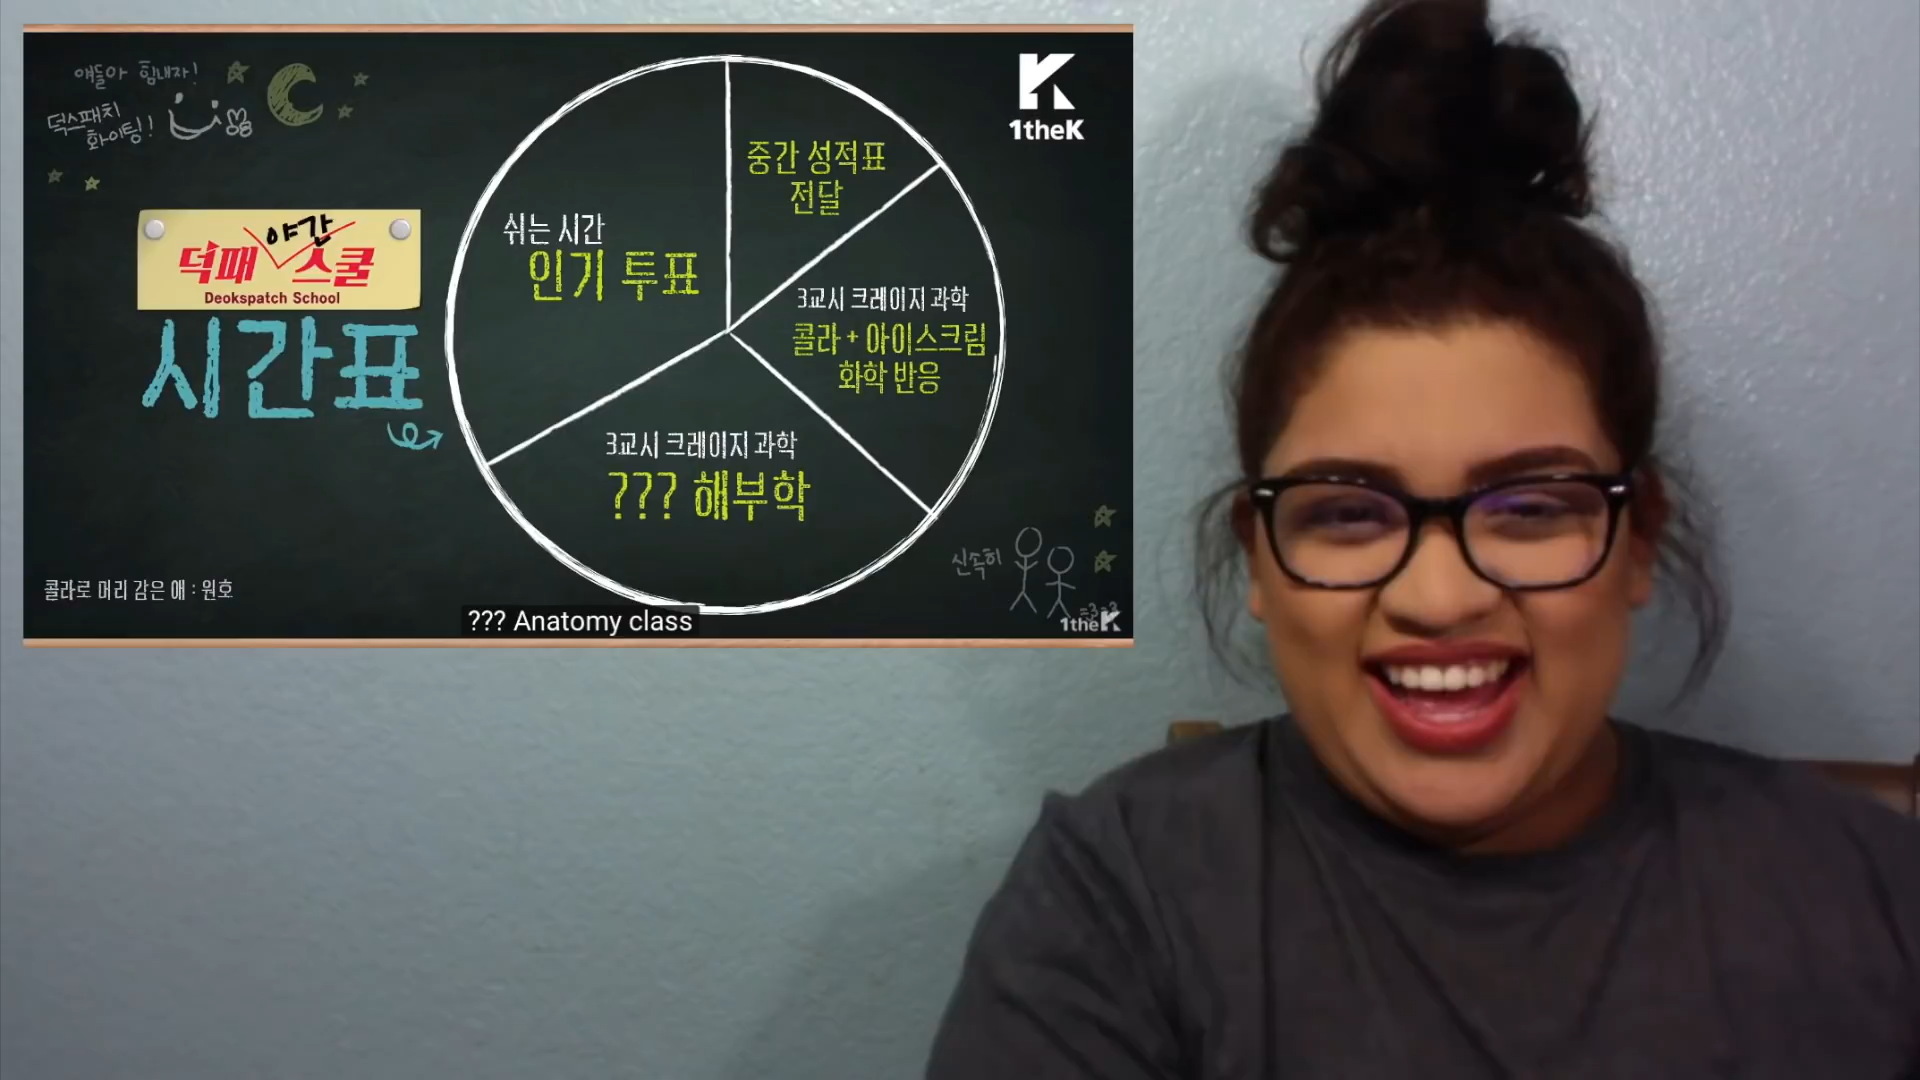 얘들아 힘내자!
덕스패치
화이팅!
덕패 야간 스쿨
Deokspatch School
시간표
콜라로 머리 감은 애 : 원호
쉬는 시간
인기 투표
중간 성적표
전달
3교시 크레이지 과학
콜라 + 아이스크림
화학 반응
3교시 크레이지 과학
??? 해부학
??? Anatomy class
1theK
신속히
=3 =3
1theK